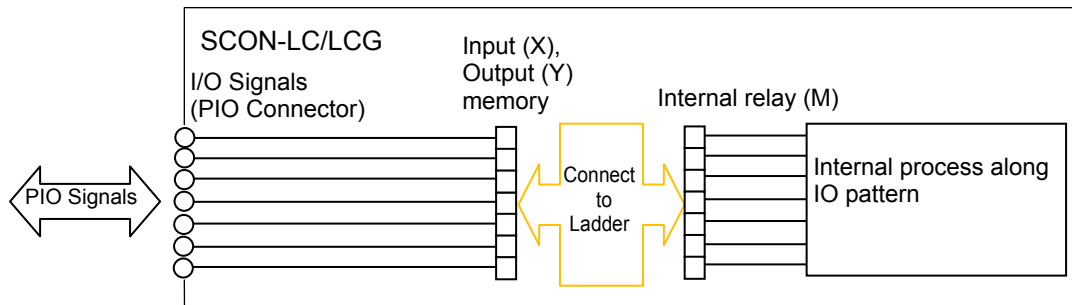 SCON-LC/LCG
I/O Signals
(PIO Connector)
Input (X),
Output (Y)
memory
Internal relay (M)
PIO Signals
Connect
to
Ladder
Internal process along
IO pattern